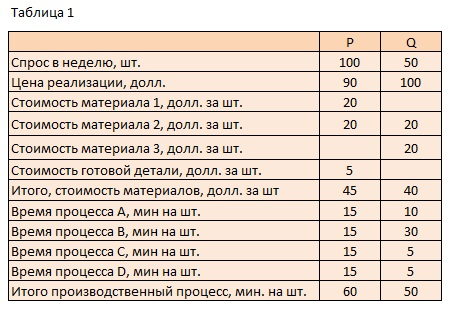 Таблица 1
P Q
Спрос в неделю, шт. 100 50
Цена реализации, долл. 90 100
Стоимость материала 1, долл. за шт. 20
Стоимость материала 2, долл. за шт. 20 20
Стоимость материала 3, долл. за шт. 20
Стоимость готовой детали, долл. за шт. 5
Итого, стоимость материалов, долл. за шт 45 40
Время процесса A, мин на шт. 15 10
Время процесса B, мин на шт. 15 30
Время процесса C, мин на шт. 15 5
Время процесса D, мин на шт. 15 5
Итого производственный процесс, мин. на шт. 60 50